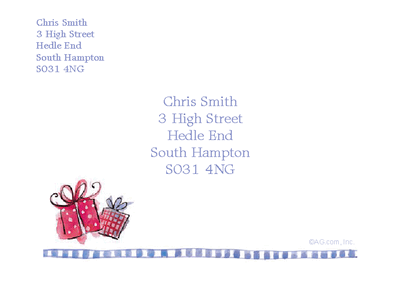 Chris Smith
3 High Street
Hedle End
South Hampton
S031 4NG
Chris Smith
3 High Street
Hedle End
South Hampton
S031 4NG
©AG.com, Inc.